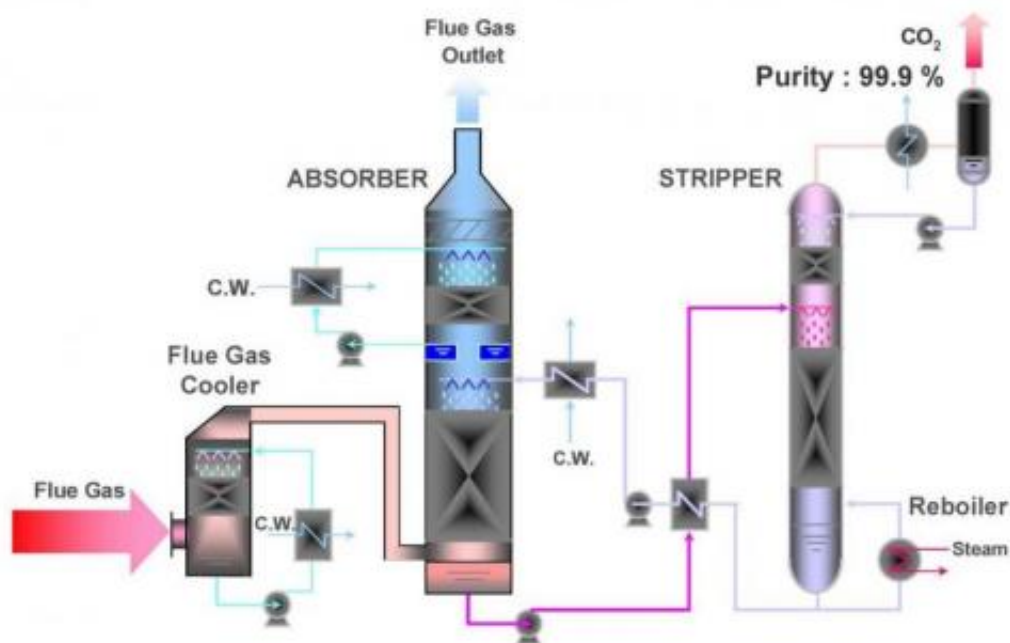 Flue Gas
Outlet
CO₂
Purity : 99.9 %
ABSORBER
STRIPPER
C.W.
Flue Gas
Cooler
C.W.
Flue Gas
C.W.
Reboiler
Steam